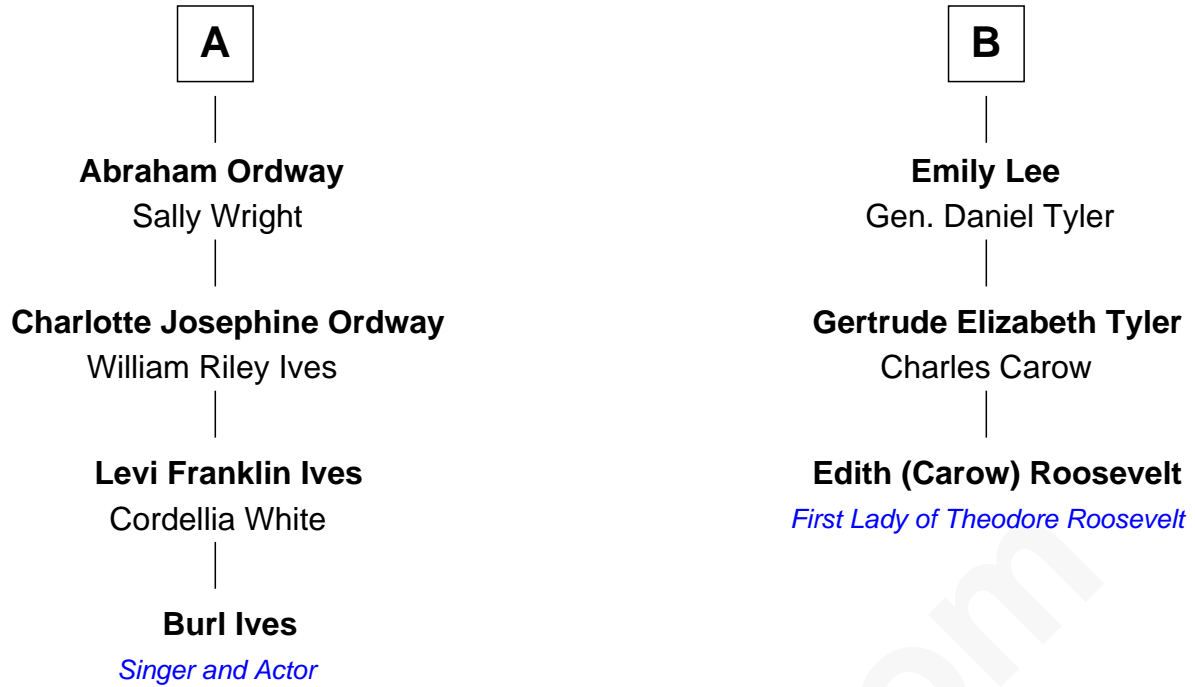 A
Abraham Ordway
Sally Wright
Charlotte Josephine Ordway
William Riley Ives
Levi Franklin Ives
Cordellia White
Burl Ives
Singer and Actor
B
Emily Lee
Gen. Daniel Tyler
Gertrude Elizabeth Tyler
Charles Carow
Edith (Carow) Roosevelt
First Lady of Theodore Roosevelt
om